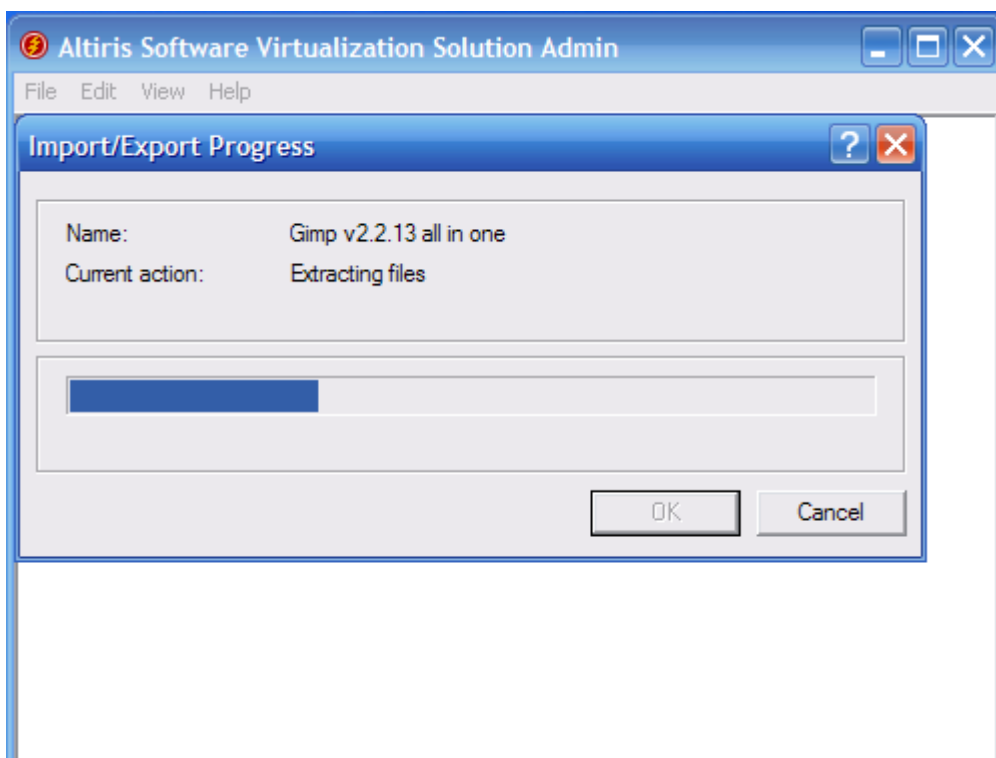 Altiris Software Virtualization Solution Admin
File Edit View Help
Import/Export Progress
Name: Gimp v2.2.13 all in one
Current action: Extracting files
OK Cancel